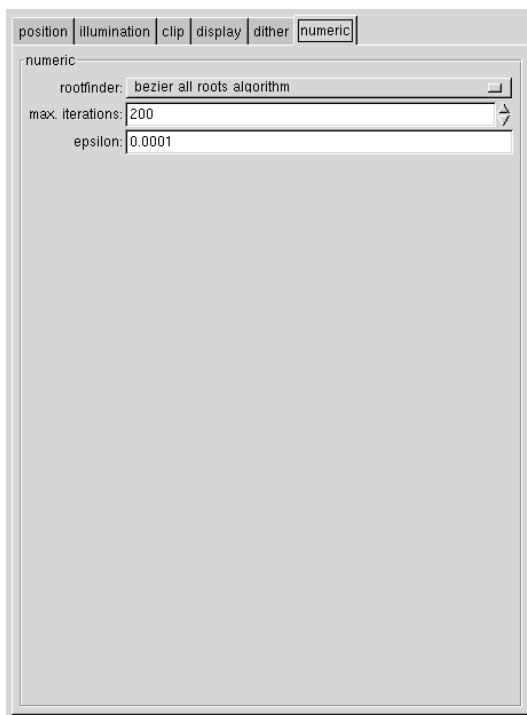 position illumination clip display dither numeric
numeric
rootfinder: bezier all roots algorithm
max. iterations: 200
epsilon: 0.0001